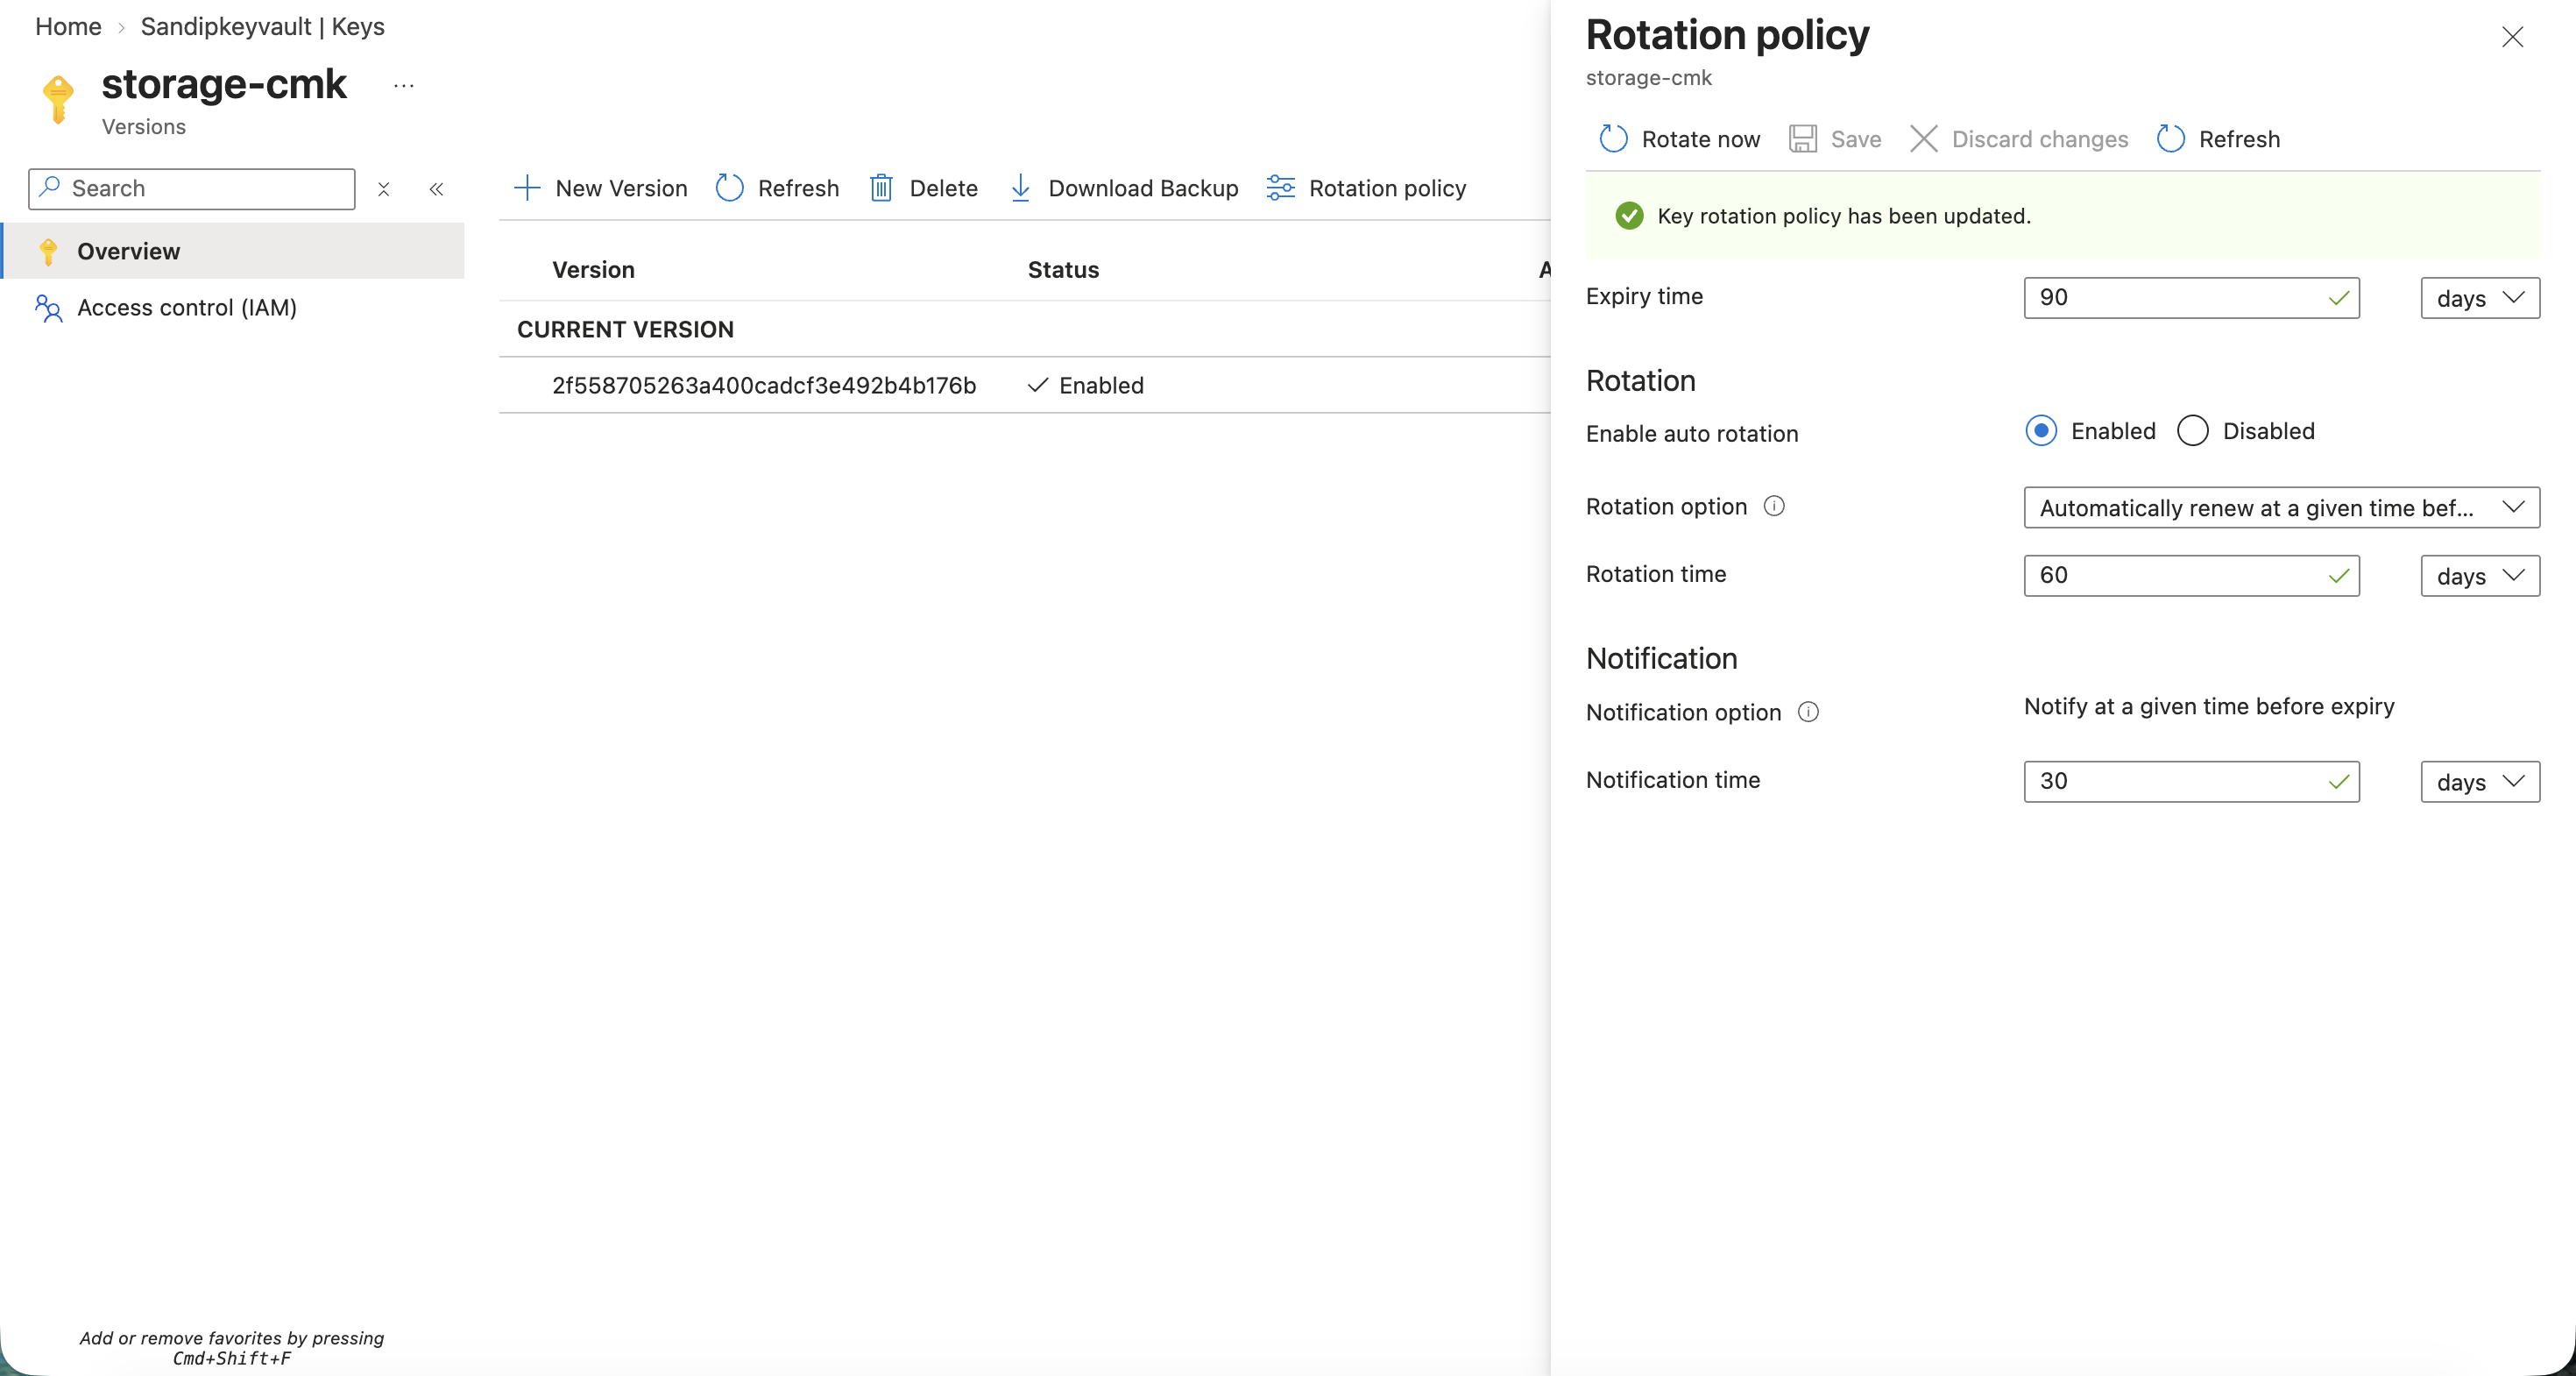 Home > Sandipkeyvault | Keys
storage-cmk ...
Versions
Search
Overview
Access control (IAM)
New Version Refresh Delete Download Backup Rotation policy
Version Status A
CURRENT VERSION
2f558705263a400cadcf3e492b4b176b Enabled
Add or remove favorites by pressing
Cmd+Shift+F
Rotation policy
storage-cmk
Rotate now Save Discard changes Refresh
Key rotation policy has been updated.
Expiry time 90 days
Rotation
Enable auto rotation Enabled Disabled
Rotation option Automatically renew at a given time bef...
Rotation time 60 days
Notification
Notification option Notify at a given time before expiry
Notification time 30 days